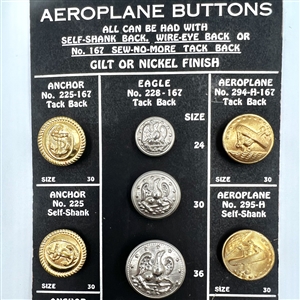 AEROPLANE BUTTONS
ALL CAN BE HAD WITH
SELF-SHANK BACK, WIRE-EYE BACK OR
No. 167 SEW-NO-MORE TACK BACK
GILT OR NICKEL FINISH
ANCHOR
No. 225-167
Tack Back
SIZE 30
ANCHOR
No. 225
Self-Shank
SIZE 30
EAGLE
No. 228-167
Tack Back
SIZE
24
30
36
AEROPLANE
No. 294-H-167
Tack Back
SIZE 30
AEROPLANE
No. 295-H
Self-Shank
SIZE 30